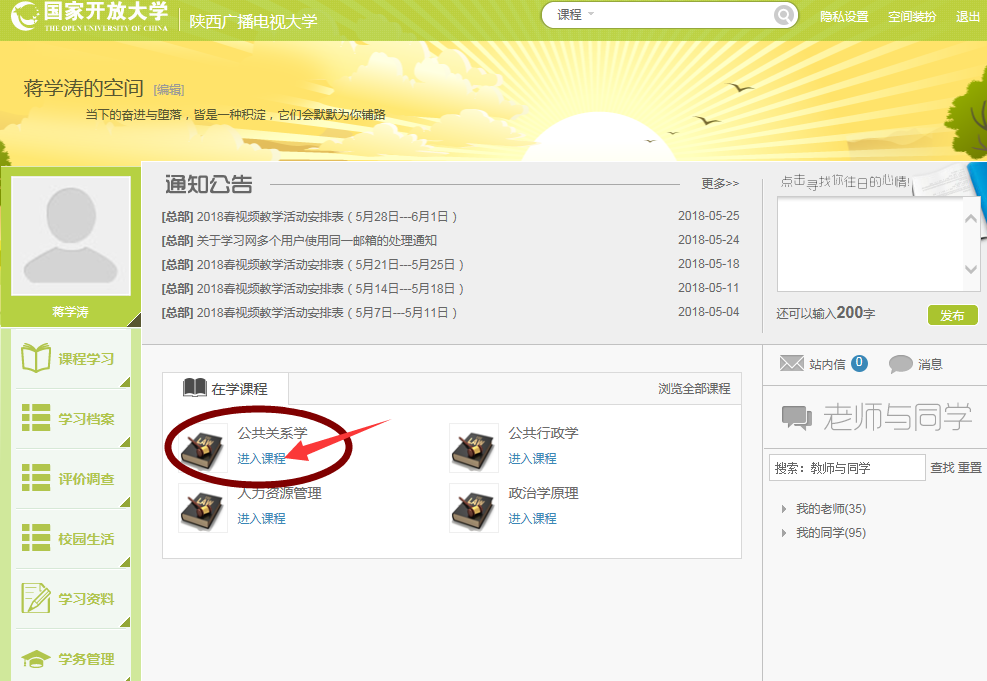 国家开放大学
THE OPEN UNIVERSITY OF CHINA
陕西广播电视大学
课程
隐私设置 空间装扮 退出
蒋学涛的空间 [编辑]
当下的奋进与堕落，皆是一种积淀，它们会默默为你铺路
蒋学涛
课程学习
学习档案
评价调查
校园生活
学习资料
学务管理
通知公告
更多>>
[总部] 2018春视频教学活动安排表（5月28日---6月1日） 2018-05-25
[总部] 关于学习网多个用户使用同一邮箱的处理通知 2018-05-24
[总部] 2018春视频教学活动安排表（5月21日---5月25日） 2018-05-18
[总部] 2018春视频教学活动安排表（5月14日---5月18日） 2018-05-11
[总部] 2018春视频教学活动安排表（5月7日---5月11日） 2018-05-04
在学课程
浏览全部课程
LAW
公共关系学
进入课程
LAW
公共行政学
进入课程
LAW
人力资源管理
进入课程
LAW
政治学原理
进入课程
点击寻找你往日的心情!
还可以输入200字
发布
站内信 0 消息
老师与同学
搜索：教师与同学
查找 重置
我的老师(35)
我的同学(95)